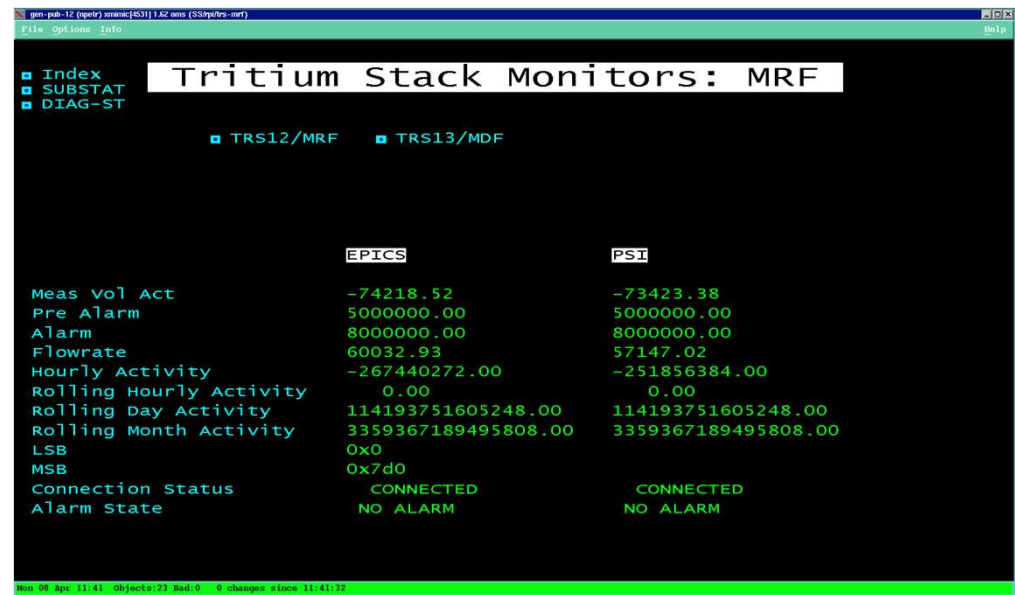 gen-pub-12 (npetr) xmimic[4531] 1.62 oms (SS/rpi/trs-mrf)
File Options Info Help
Index
Tritium Stack Monitors: MRF
SUBSTAT
DIAG-ST
TRS12/MRF TRS13/MDF
EPICS PSI
Meas Vol Act -74218.52 -73423.38
Pre Alarm 5000000.00 5000000.00
Alarm 8000000.00 8000000.00
Flowrate 60032.93 57147.02
Hourly Activity -267440272.00 -251856384.00
Rolling Hourly Activity 0.00 0.00
Rolling Day Activity 114193751605248.00 114193751605248.00
Rolling Month Activity 3359367189495808.00 3359367189495808.00
LSB 0x0
MSB 0x7d0
Connection Status CONNECTED CONNECTED
Alarm State NO ALARM NO ALARM
Mon 08 Apr 11:41 Objects:23 Bad:0 0 changes since 11:41:32